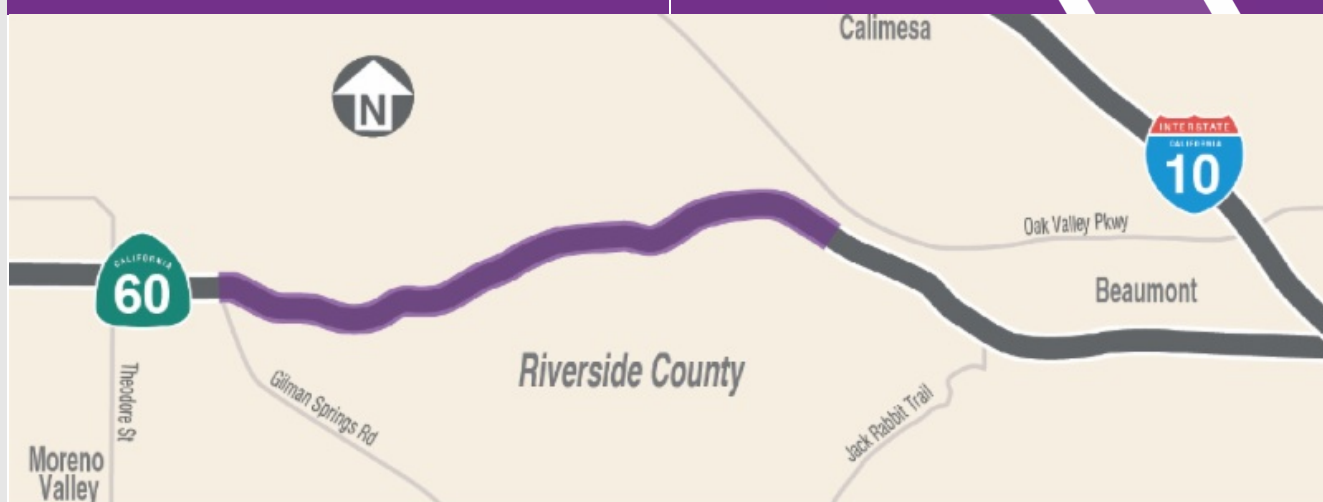 Calimesa
N
INTERSTATE
CALIFORNIA
10
Oak Valley Pkwy
CALIFORNIA
60
Beaumont
Riverside County
Theodore St
Gilman Springs Rd
Jack Rabbit Trail
Moreno
Valley